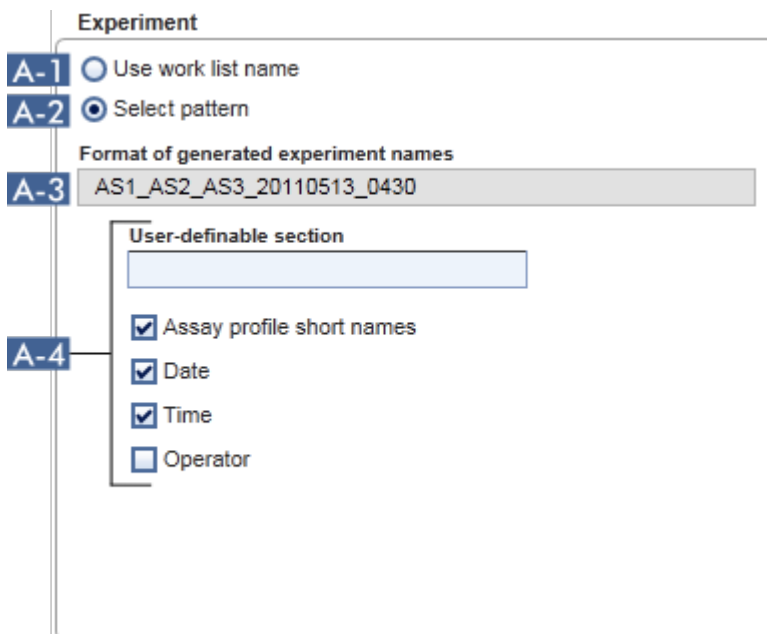 Experiment
A-1 Use work list name
A-2 Select pattern
Format of generated experiment names
A-3 AS1_AS2_AS3_20110513_0430
User-definable section
Assay profile short names
A-4
Date
Time
Operator